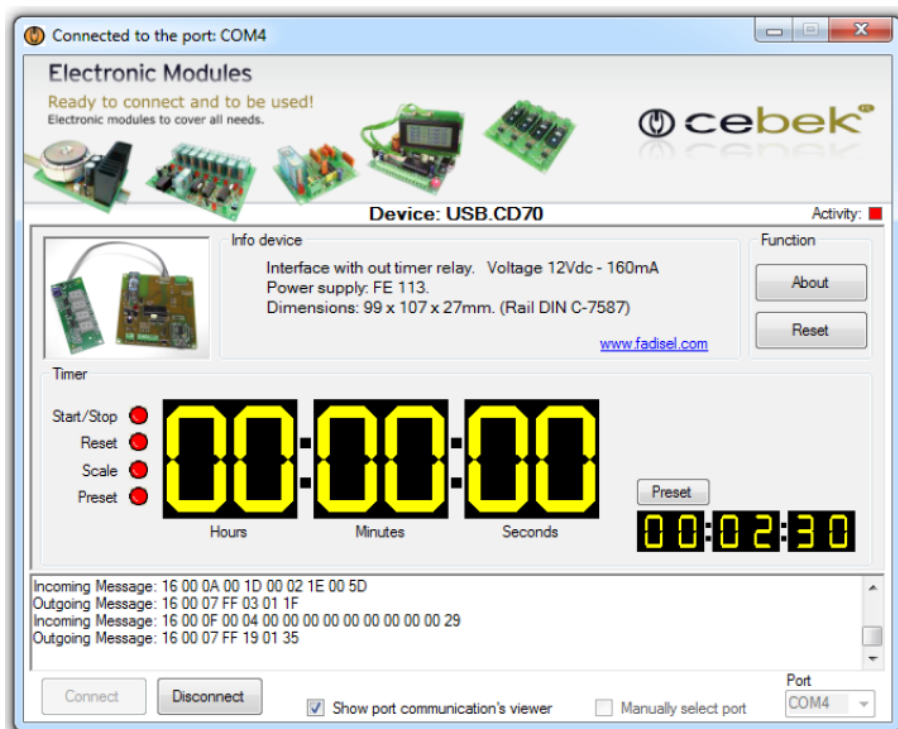 Connected to the port: COM4
Electronic Modules
Ready to connect and to be used!
Electronic modules to cover all needs.
cebek
Device: USB.CD70
Activity:
Info device
Interface with out timer relay. Voltage 12Vdc - 160mA
Power supply: FE 113.
Dimensions: 99 x 107 x 27mm. (Rail DIN C-7587)
www.fadisel.com
Function
About
Reset
Timer
Start/Stop
Reset
Scale
Preset
00:00:00
Hours Minutes Seconds
Preset
00:02:30
Incoming Message: 16 00 0A 00 1D 00 02 1E 00 5D
Outgoing Message: 16 00 07 FF 03 01 1F
Incoming Message: 16 00 0F 00 04 00 00 00 00 00 00 00 00 00 29
Outgoing Message: 16 00 07 FF 19 01 35
Connect
Disconnect
Show port communication's viewer
Manually select port
Port
COM4